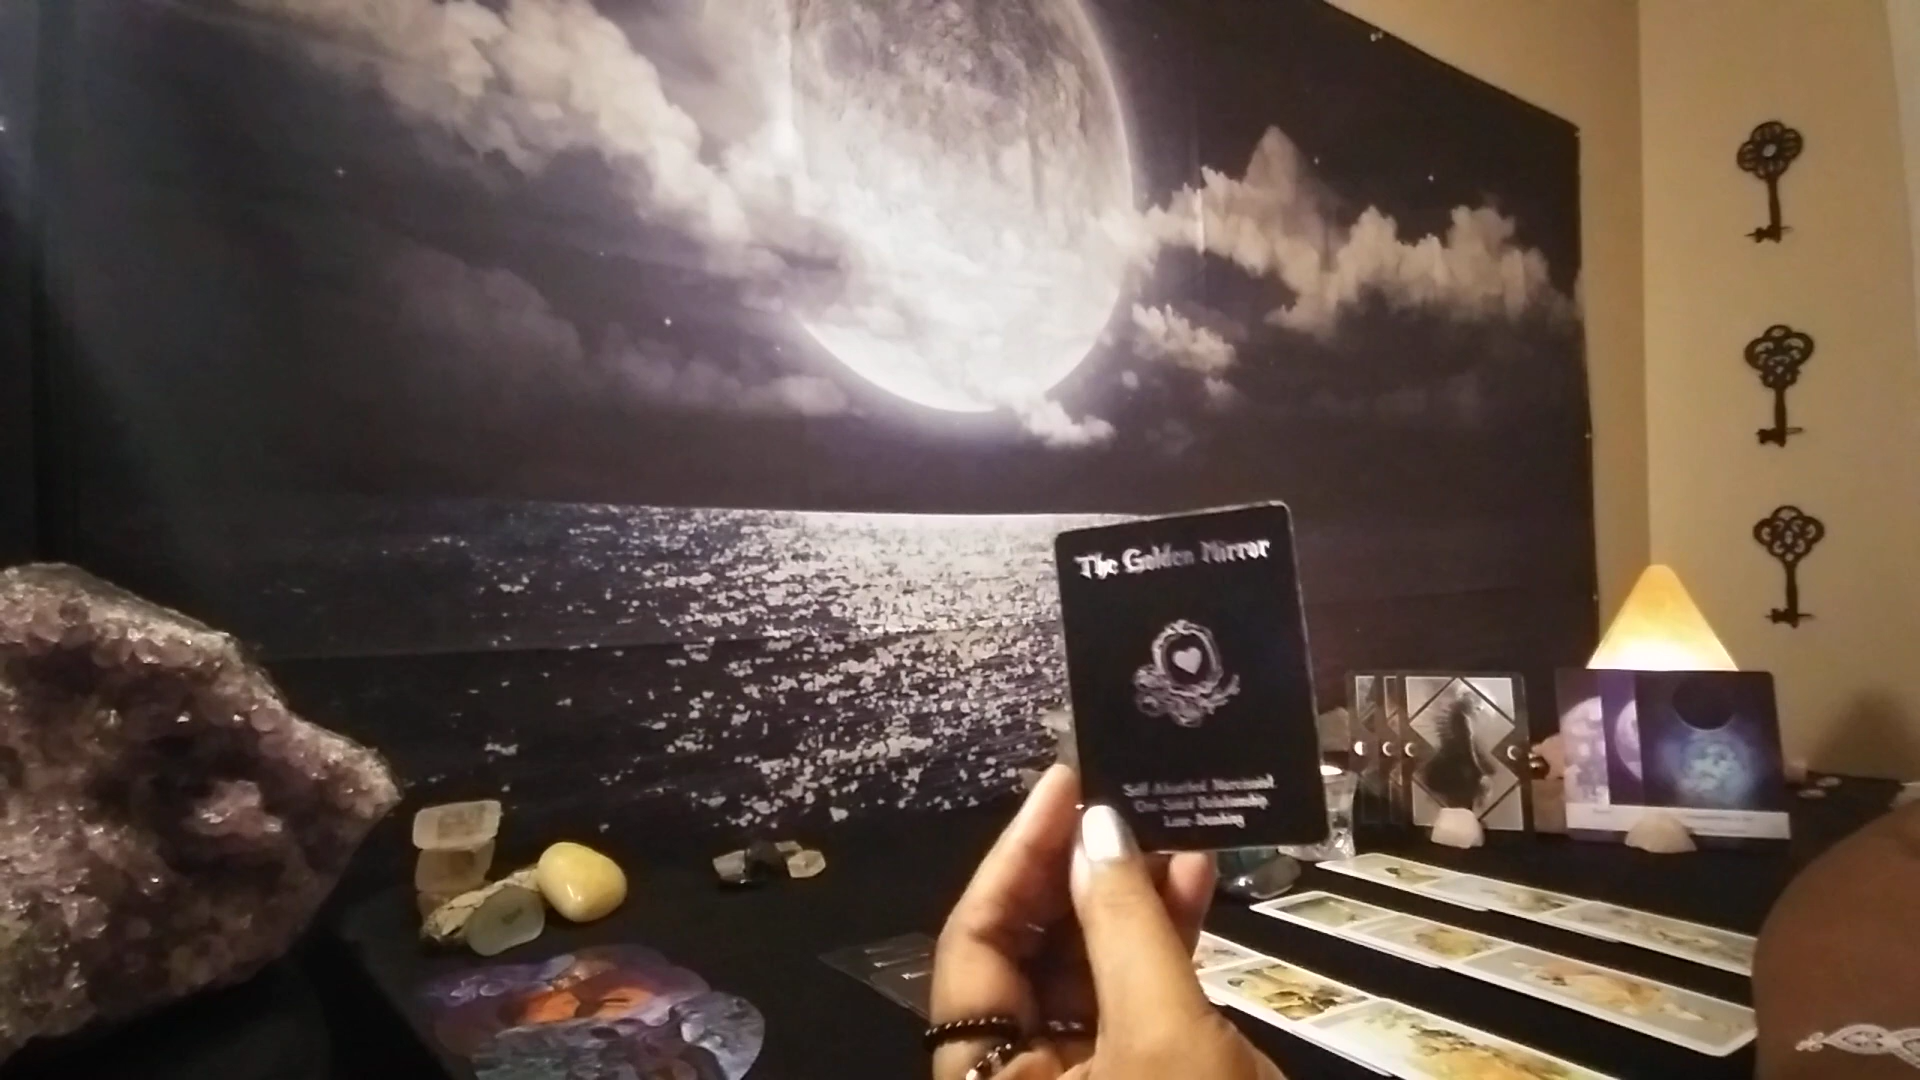 The Golden Mirror
Self Absorbed Narcissist
One-Sided Relationship
Love-Bombing